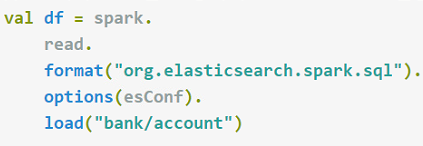 val df = spark.
    read.
    format("org.elasticsearch.spark.sql").
    options(esConf).
    load("bank/account")